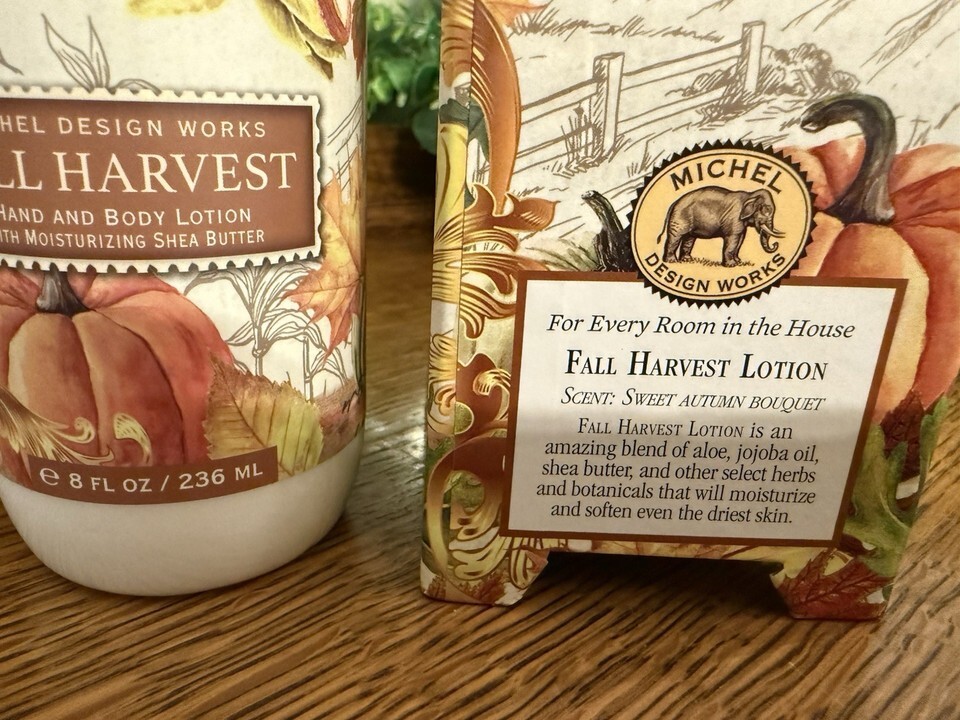 HEL DESIGN WORKS
LL HARVEST
HAND AND BODY LOTION
ITH MOISTURIZING SHEA BUTTER
e 8 FL OZ / 236 ML
MICHEL
DESIGN WORKS
For Every Room in the House
FALL HARVEST LOTION
SCENT: SWEET AUTUMN BOUQUET
FALL HARVEST LOTION is an
amazing blend of aloe, jojoba oil,
shea butter, and other select herbs
and botanicals that will moisturize
and soften even the driest skin.